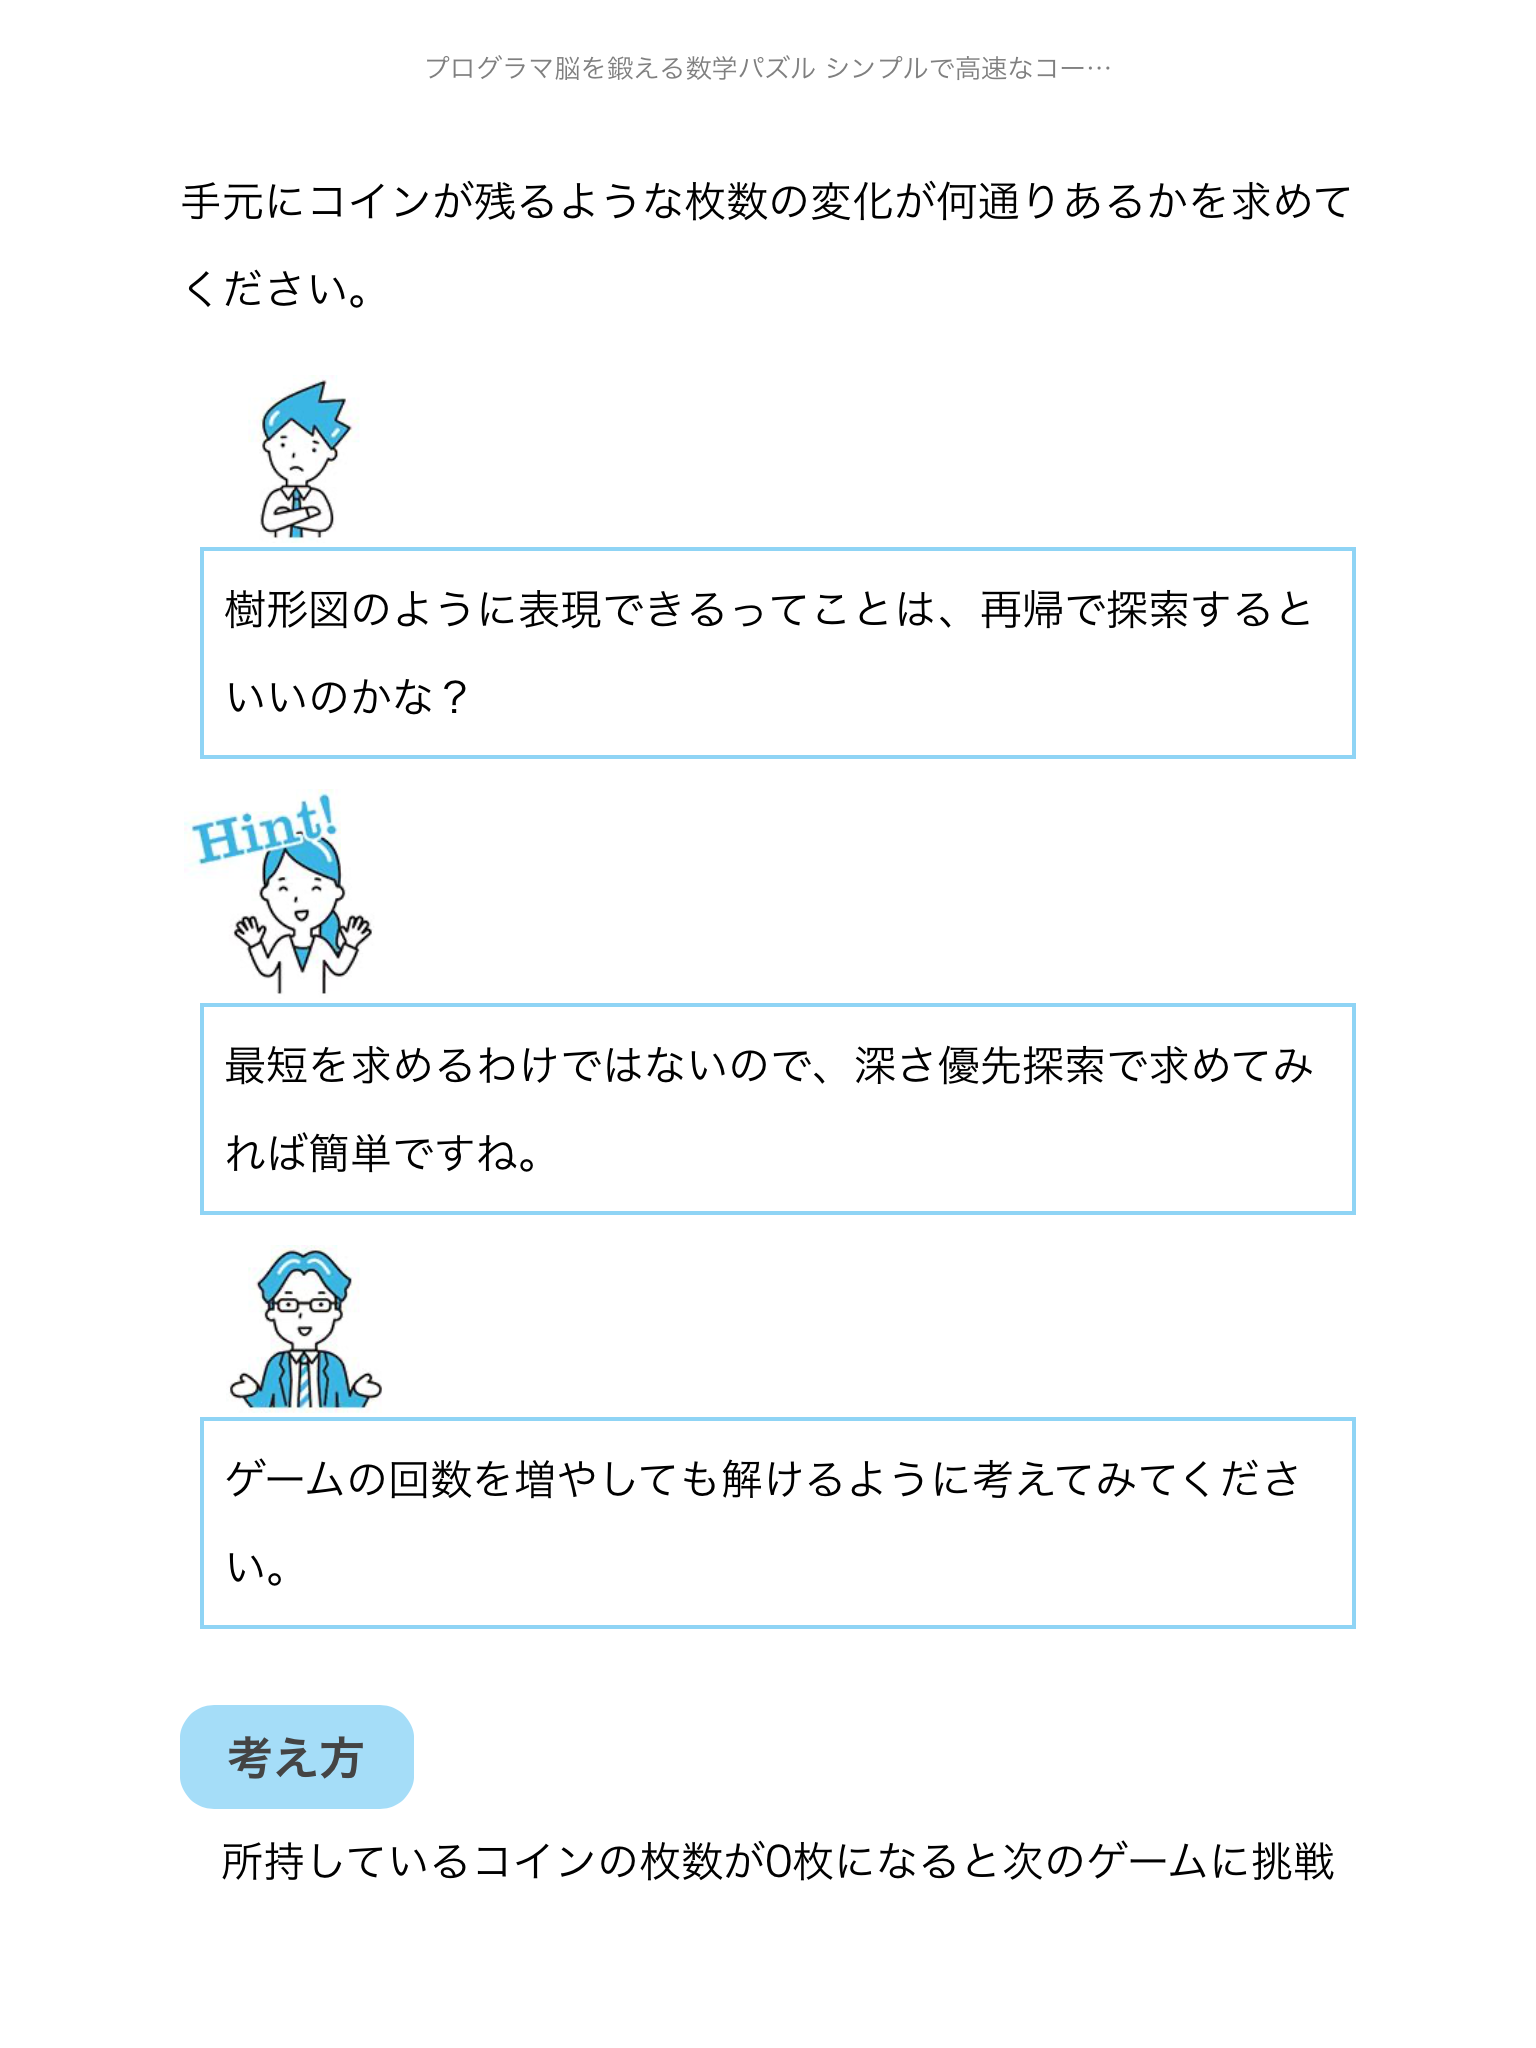 プログラマ脳を鍛える数学パズル シンプルで高速なコー…
手元にコインが残るような枚数の変化が何通りあるかを求めて
ください。
樹形図のように表現できるってことは、再帰で探索すると
いいのかな？
Hint!
最短を求めるわけではないので、深さ優先探索で求めてみ
れば簡単ですね。
ゲームの回数を増やしても解けるように考えてみてくださ
い。
考え方
所持しているコインの枚数が0枚になると次のゲームに挑戦